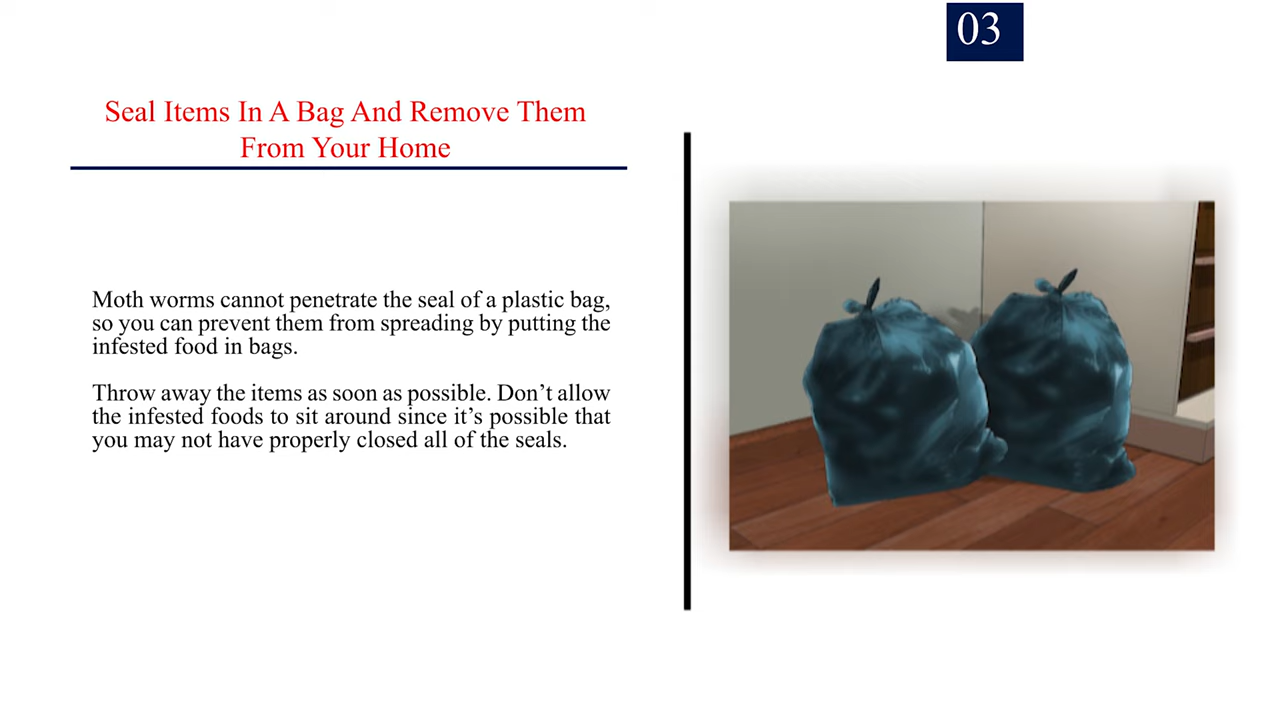 03
Seal Items In A Bag And Remove Them
From Your Home
Moth worms cannot penetrate the seal of a plastic bag,
so you can prevent them from spreading by putting the
infested food in bags.
Throw away the items as soon as possible. Don’t allow
the infested foods to sit around since it’s possible that
you may not have properly closed all of the seals.